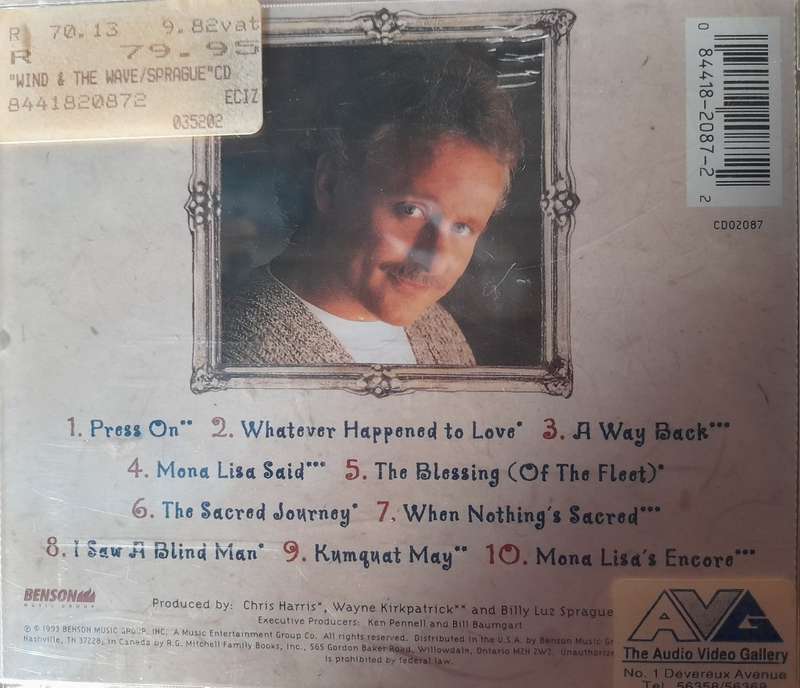 R 70.13 9.82vat
R 79.95
"WIND & THE WAVE/SPRAGUE"CD
8441820872 ECIZ
035202
0 84418-2087-2 2
CD02087
1. Press On** 2. Whatever Happened to Love* 3. A Way Back***
4. Mona Lisa Said*** 5. The Blessing (Of The Fleet)*
6. The Sacred Journey* 7. When Nothing's Sacred***
8. I Saw A Blind Man* 9. Kumquat May** 10. Mona Lisa's Encore***
BENSON
MUSIC GROUP
Produced by: Chris Harris*, Wayne Kirkpatrick** and Billy Luz Sprague
Executive Producers: Ken Pennell and Bill Baumgart
℗ © 1993 BENSON MUSIC GROUP, INC. A Music Entertainment Group Co. All rights reserved. Distributed in the U.S.A. by Benson Music Gr
Nashville, TN 37228, in Canada by R.G. Mitchell Family Books, Inc., 565 Gordon Baker Road, Willowdale, Ontario M2H 2W2. Unauthorize
is prohibited by federal law.
AVG
The Audio Video Gallery
No. 1 Devereux Avenue
Tel. 56358/56369